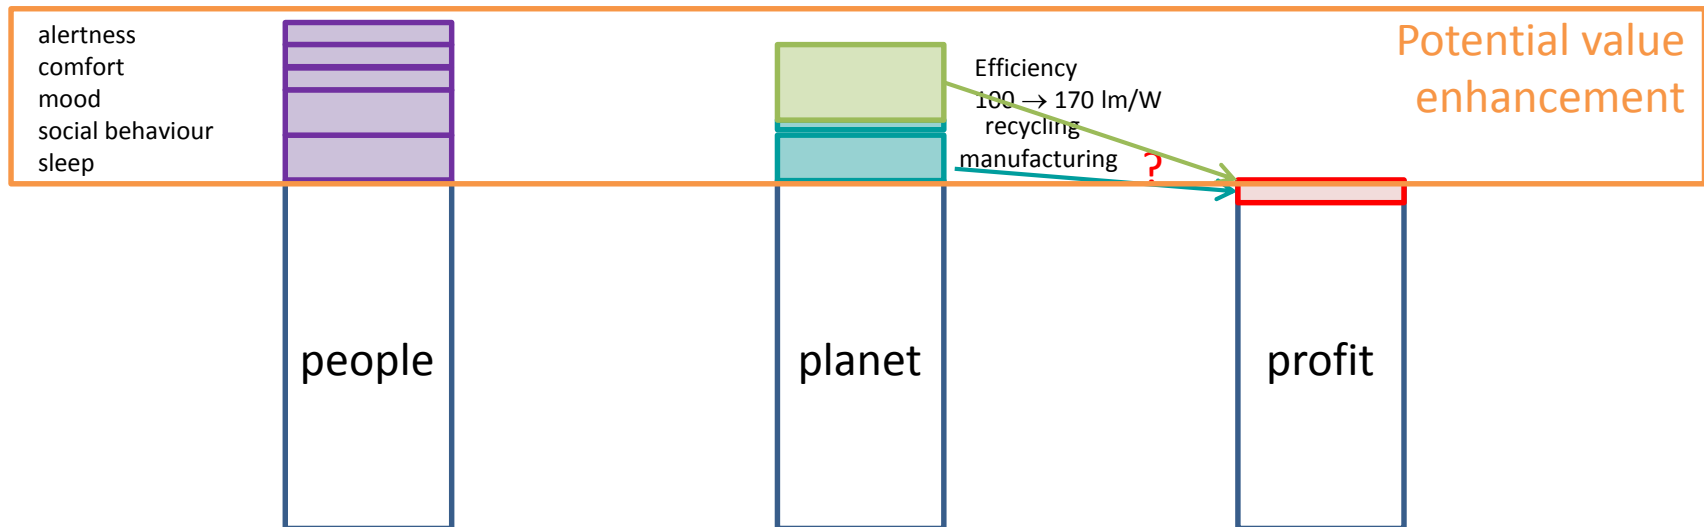 alertness
comfort
mood
social behaviour
sleep
Efficiency
100 → 170 lm/W
recycling
manufacturing
?
Potential value
enhancement
people
planet
profit